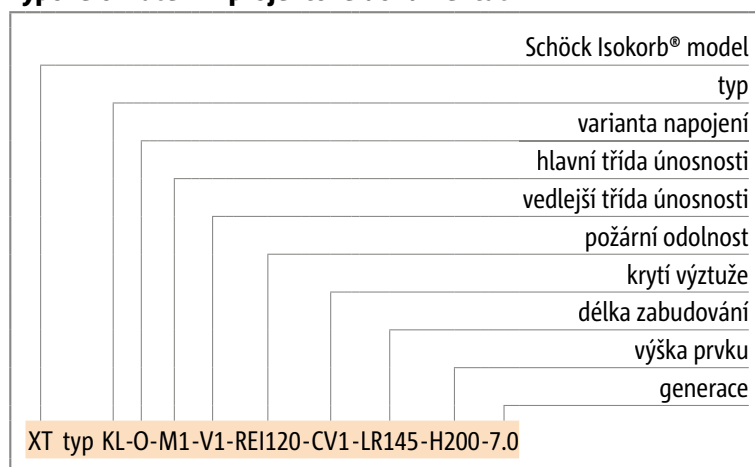 Schöck Isokorb® model
typ
varianta napojení
hlavní třída únosnosti
vedlejší třída únosnosti
požární odolnost
krytí výztuže
délka zabudování
výška prvku
generace
XT typ KL-O-M1-V1-REI120-CV1-LR145-H200-7.0